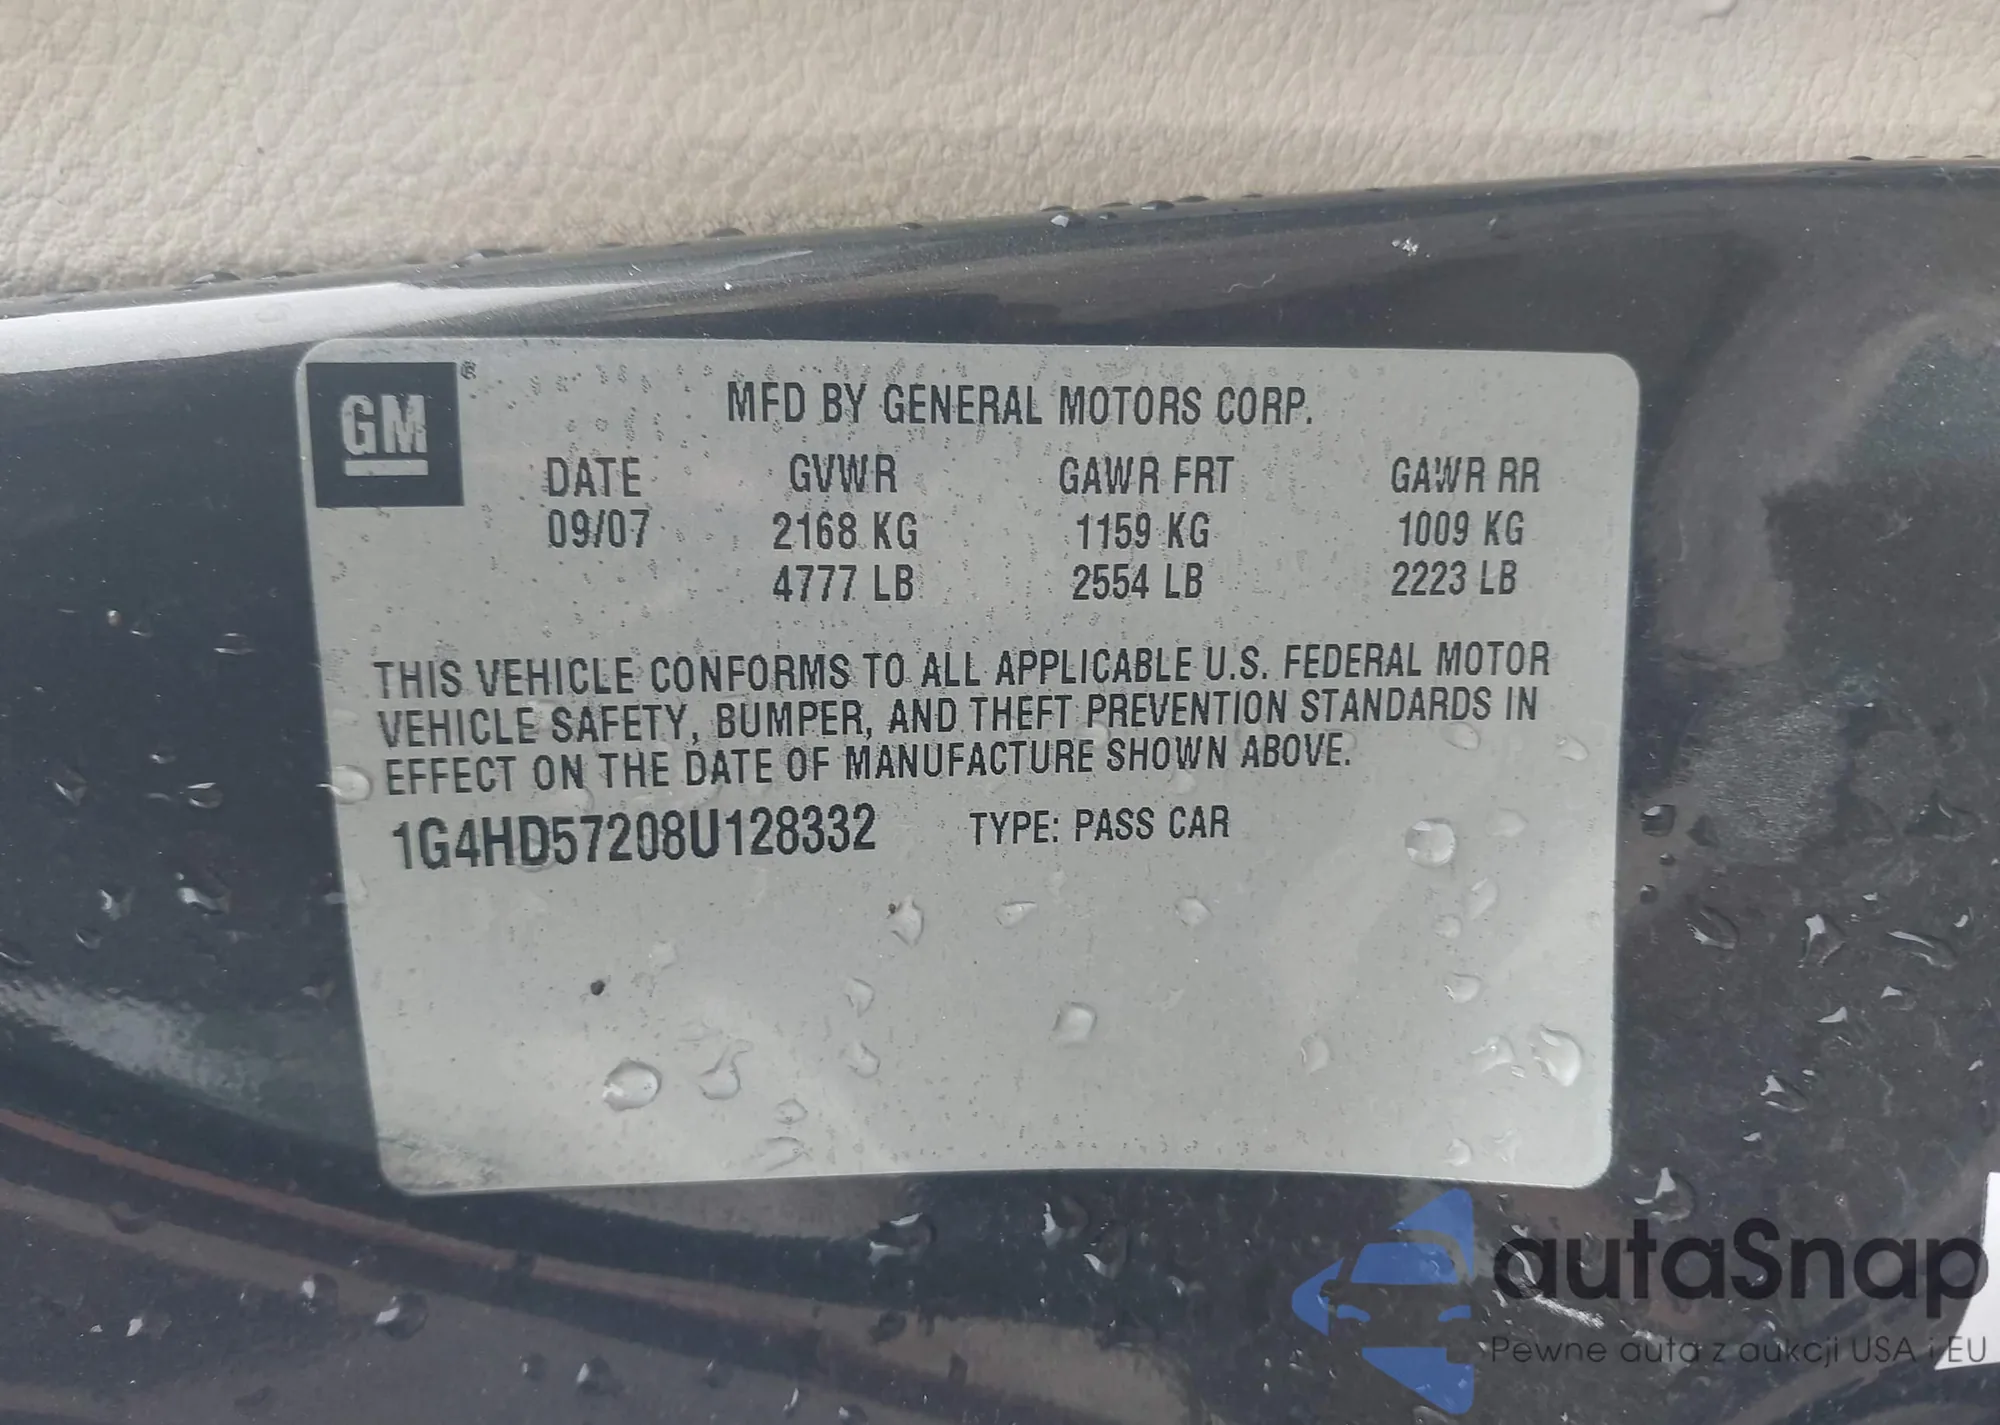 GM ®
MFD BY GENERAL MOTORS CORP.
DATE GVWR GAWR FRT GAWR RR
09/07 2168 KG 1159 KG 1009 KG
4777 LB 2554 LB 2223 LB
THIS VEHICLE CONFORMS TO ALL APPLICABLE U.S. FEDERAL MOTOR
VEHICLE SAFETY, BUMPER, AND THEFT PREVENTION STANDARDS IN
EFFECT ON THE DATE OF MANUFACTURE SHOWN ABOVE.
1G4HD57208U128332 TYPE: PASS CAR
autaSnap
Pewne auta z aukcji USA i EU